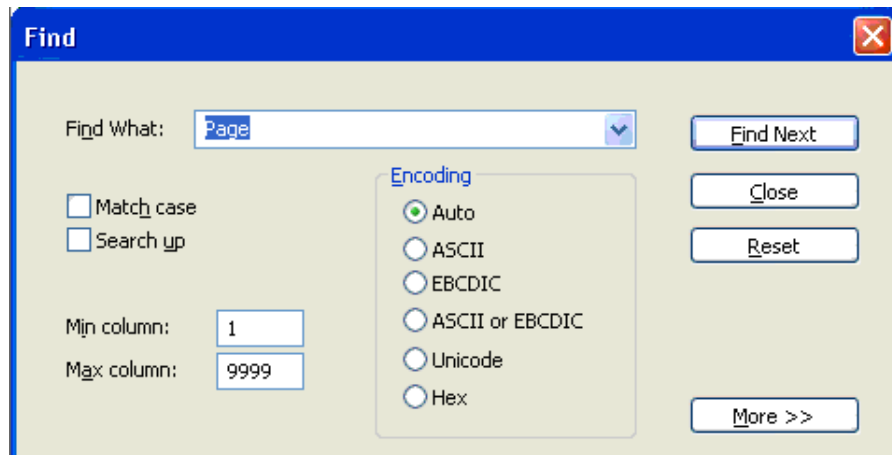 Find
Find What: Page
Find Next
Match case
Search up
Min column: 1
Max column: 9999
Encoding
Auto
ASCII
EBCDIC
ASCII or EBCDIC
Unicode
Hex
Close
Reset
More >>